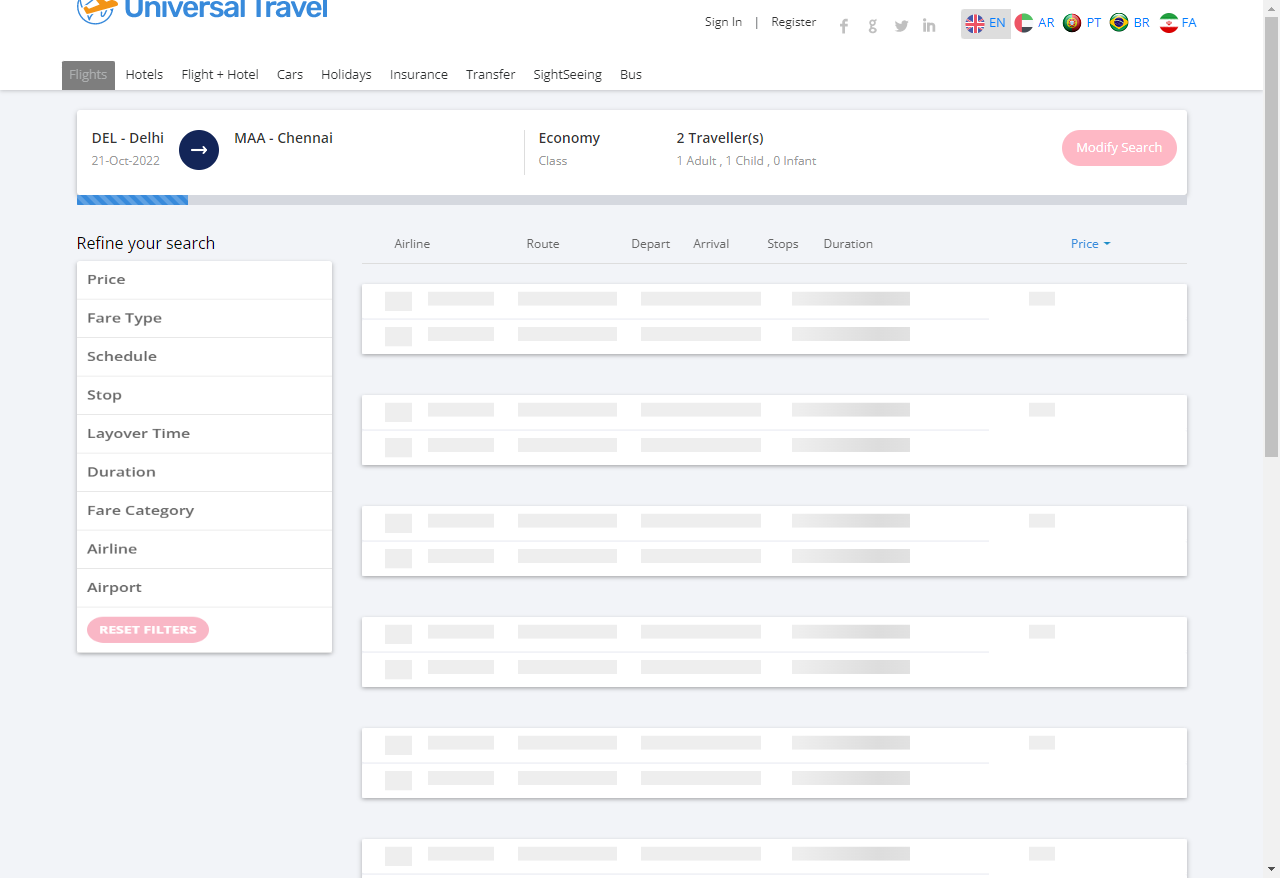 Universal Travel
Sign In | Register
EN AR PT BR FA
Flights Hotels Flight + Hotel Cars Holidays Insurance Transfer SightSeeing Bus
DEL - Delhi → MAA - Chennai Economy 2 Traveller(s)
21-Oct-2022 Class 1 Adult , 1 Child , 0 Infant
Modify Search
Refine your search
Airline Route Depart Arrival Stops Duration Price
Price
Fare Type
Schedule
Stop
Layover Time
Duration
Fare Category
Airline
Airport
RESET FILTERS